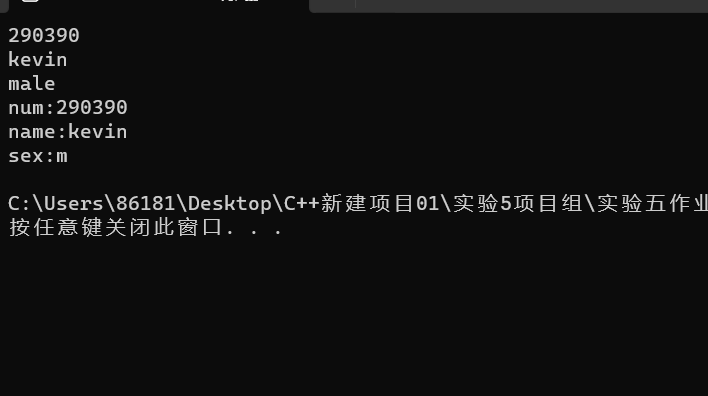 290390
kevin
male
num:290390
name:kevin
sex:m
C:\Users\86181\Desktop\C++新建项目01\实验5项目组\实验五作业
按任意键关闭此窗口. . .